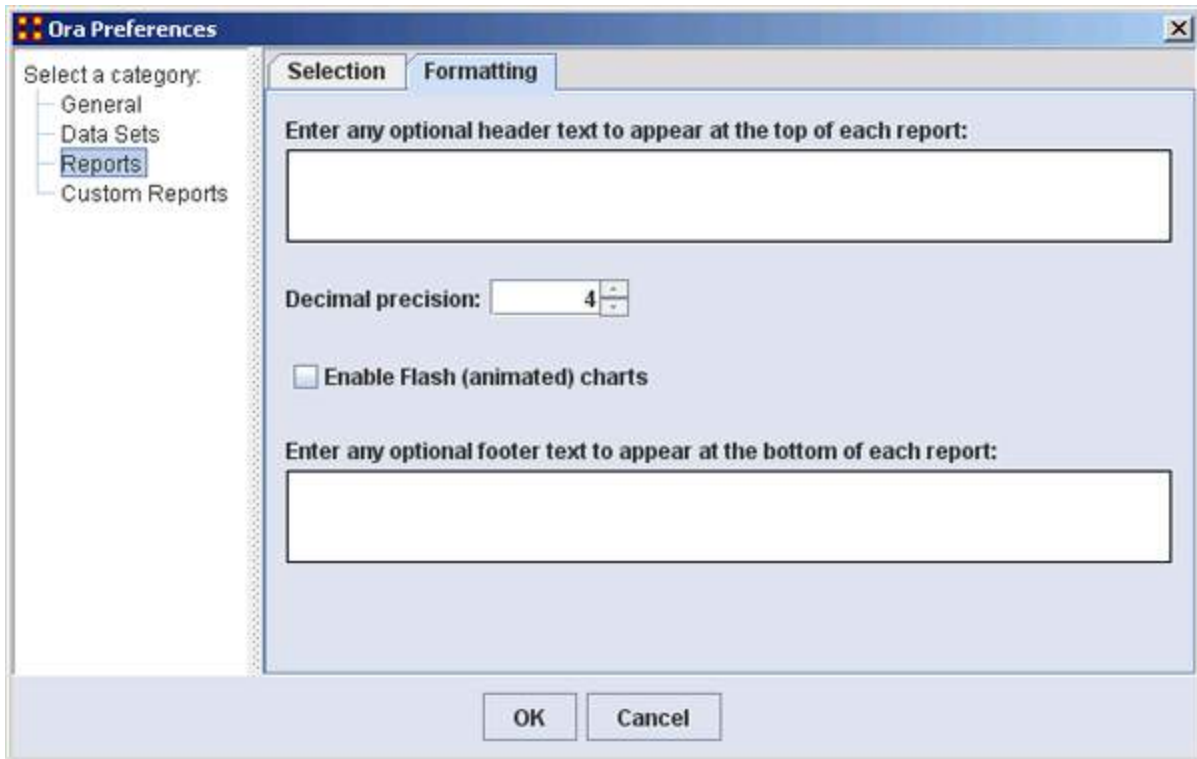 Ora Preferences
Select a category:
General
Data Sets
Reports
Custom Reports
Selection
Formatting
Enter any optional header text to appear at the top of each report:
Decimal precision: 4
Enable Flash (animated) charts
Enter any optional footer text to appear at the bottom of each report:
OK
Cancel